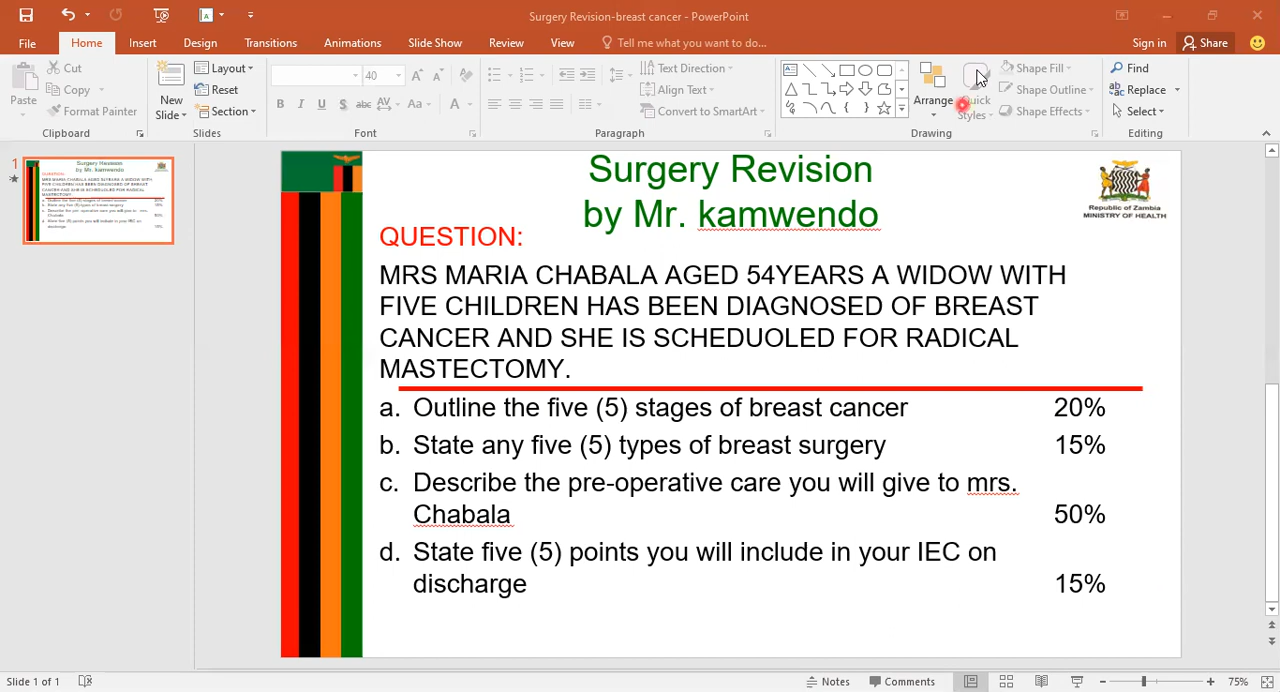 Surgery Revision-breast cancer - PowerPoint
File Home Insert Design Transitions Animations Slide Show Review View Tell me what you want to do... Sign in Share
Paste Cut Copy Format Painter New Slide Layout Reset Section 40 B I U S abc AV Aa A Text Direction Align Text Convert to SmartArt Arrange Quick Styles Shape Fill Shape Outline Shape Effects Find Replace Select
Clipboard Slides Font Paragraph Drawing Editing
1
Surgery Revision
by Mr. kamwendo
Republic of Zambia
MINISTRY OF HEALTH
QUESTION:
MRS MARIA CHABALA AGED 54YEARS A WIDOW WITH
FIVE CHILDREN HAS BEEN DIAGNOSED OF BREAST
CANCER AND SHE IS SCHEDUOLED FOR RADICAL
MASTECTOMY.
a. Outline the five (5) stages of breast cancer 20%
b. State any five (5) types of breast surgery 15%
c. Describe the pre-operative care you will give to mrs.
Chabala 50%
d. State five (5) points you will include in your IEC on
discharge 15%
Slide 1 of 1 Notes Comments 75%